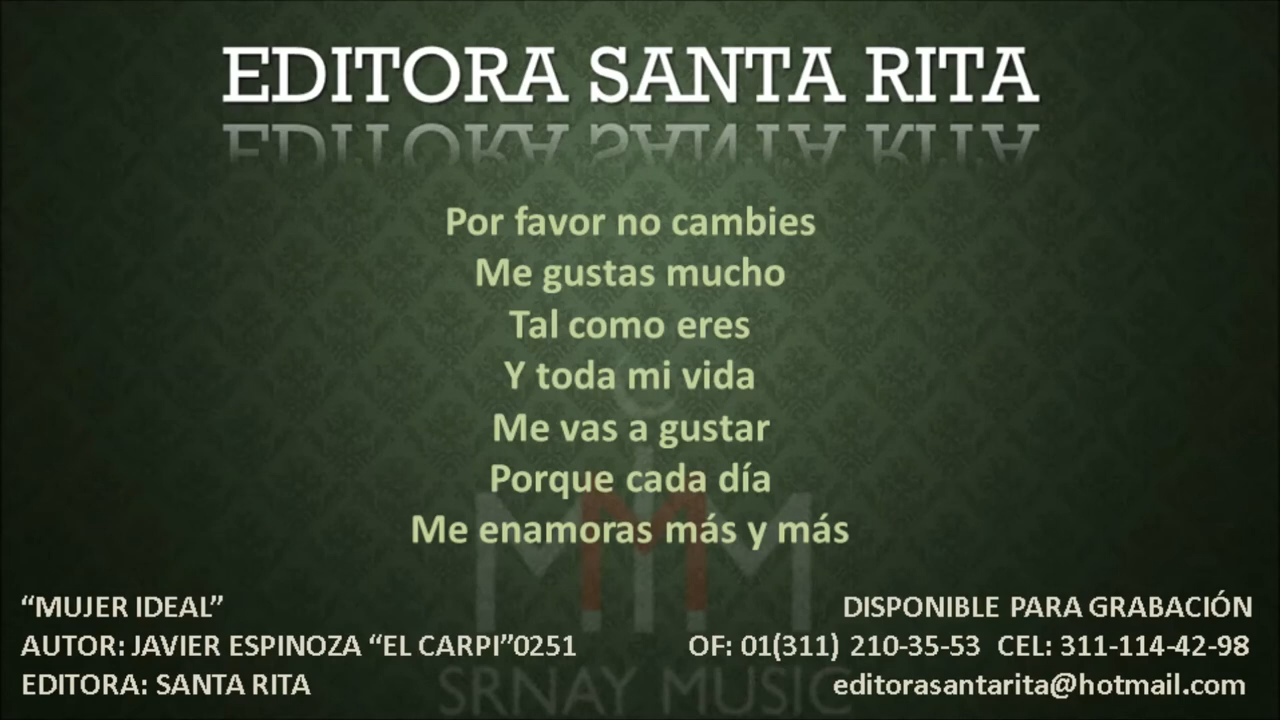 EDITORA SANTA RITA
Por favor no cambies
Me gustas mucho
Tal como eres
Y toda mi vida
Me vas a gustar
Porque cada día
Me enamoras más y más
“MUJER IDEAL”
AUTOR: JAVIER ESPINOZA “EL CARPI”0251
EDITORA: SANTA RITA
DISPONIBLE PARA GRABACIÓN
OF: 01(311) 210-35-53 CEL: 311-114-42-98
editorasantarita@hotmail.com
SRNAY MUSIC